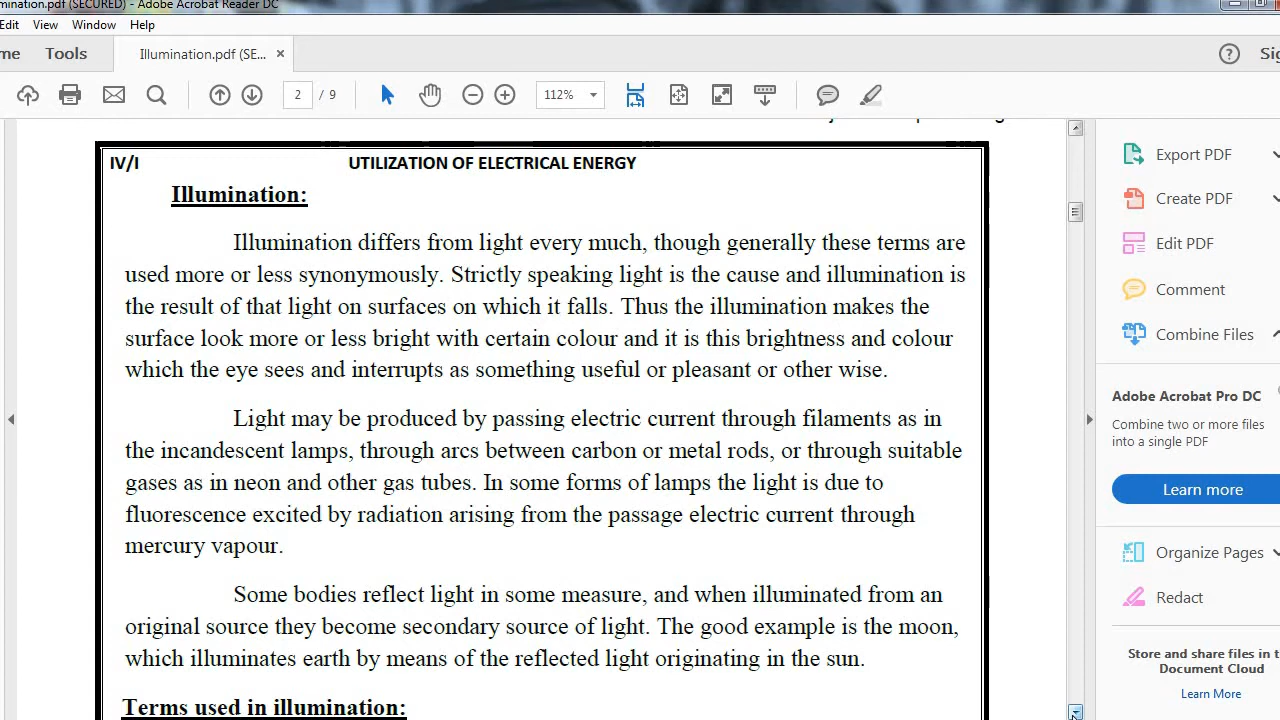 mination.pdf (SECURED) - Adobe Acrobat Reader DC
Edit View Window Help
me Tools Illumination.pdf (SE... ×
2 / 9 112%
IV/I UTILIZATION OF ELECTRICAL ENERGY
Illumination:
Illumination differs from light every much, though generally these terms are
used more or less synonymously. Strictly speaking light is the cause and illumination is
the result of that light on surfaces on which it falls. Thus the illumination makes the
surface look more or less bright with certain colour and it is this brightness and colour
which the eye sees and interrupts as something useful or pleasant or other wise.
Light may be produced by passing electric current through filaments as in
the incandescent lamps, through arcs between carbon or metal rods, or through suitable
gases as in neon and other gas tubes. In some forms of lamps the light is due to
fluorescence excited by radiation arising from the passage electric current through
mercury vapour.
Some bodies reflect light in some measure, and when illuminated from an
original source they become secondary source of light. The good example is the moon,
which illuminates earth by means of the reflected light originating in the sun.
Terms used in illumination:
Export PDF
Create PDF
Edit PDF
Comment
Combine Files
Adobe Acrobat Pro DC
Combine two or more files
into a single PDF
Learn more
Organize Pages
Redact
Store and share files in t
Document Cloud
Learn More